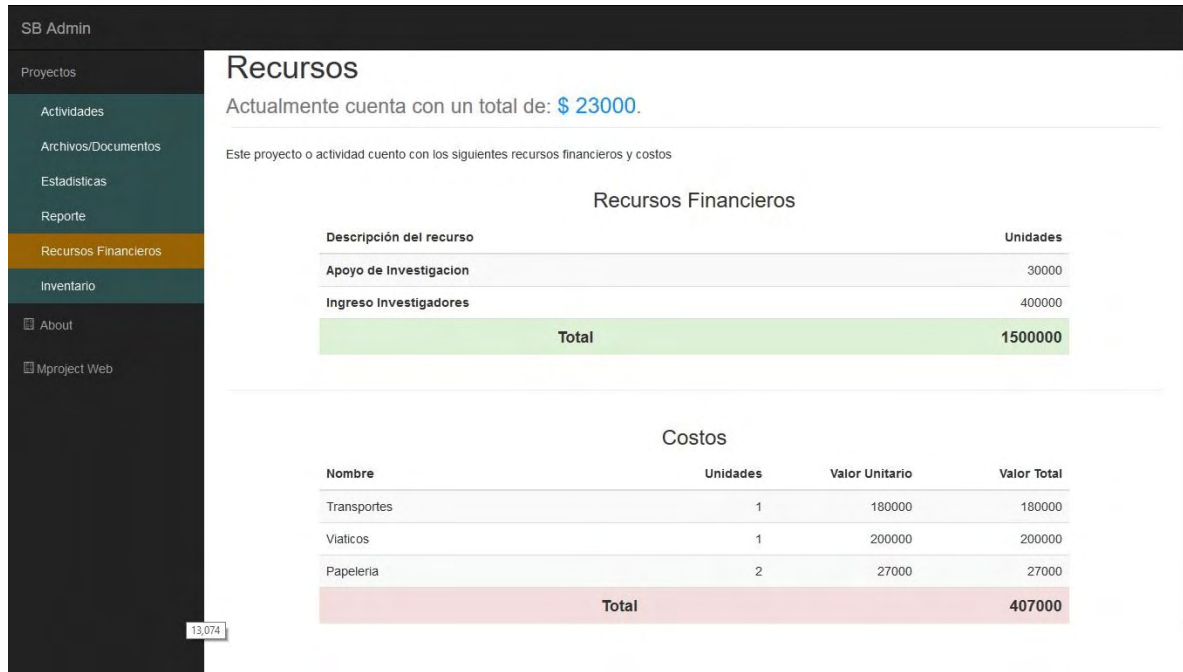 SB Admin
Proyectos
Actividades
Archivos/Documentos
Estadisticas
Reporte
Recursos Financieros
Inventario
About
Mproject Web
Recursos
Actualmente cuenta con un total de: $ 23000.
Este proyecto o actividad cuento con los siguientes recursos financieros y costos
Recursos Financieros
Descripción del recurso Unidades
Apoyo de Investigacion 30000
Ingreso Investigadores 400000
Total 1500000
Costos
Nombre Unidades Valor Unitario Valor Total
Transportes 1 180000 180000
Viaticos 1 200000 200000
Papeleria 2 27000 27000
Total 407000
13,074